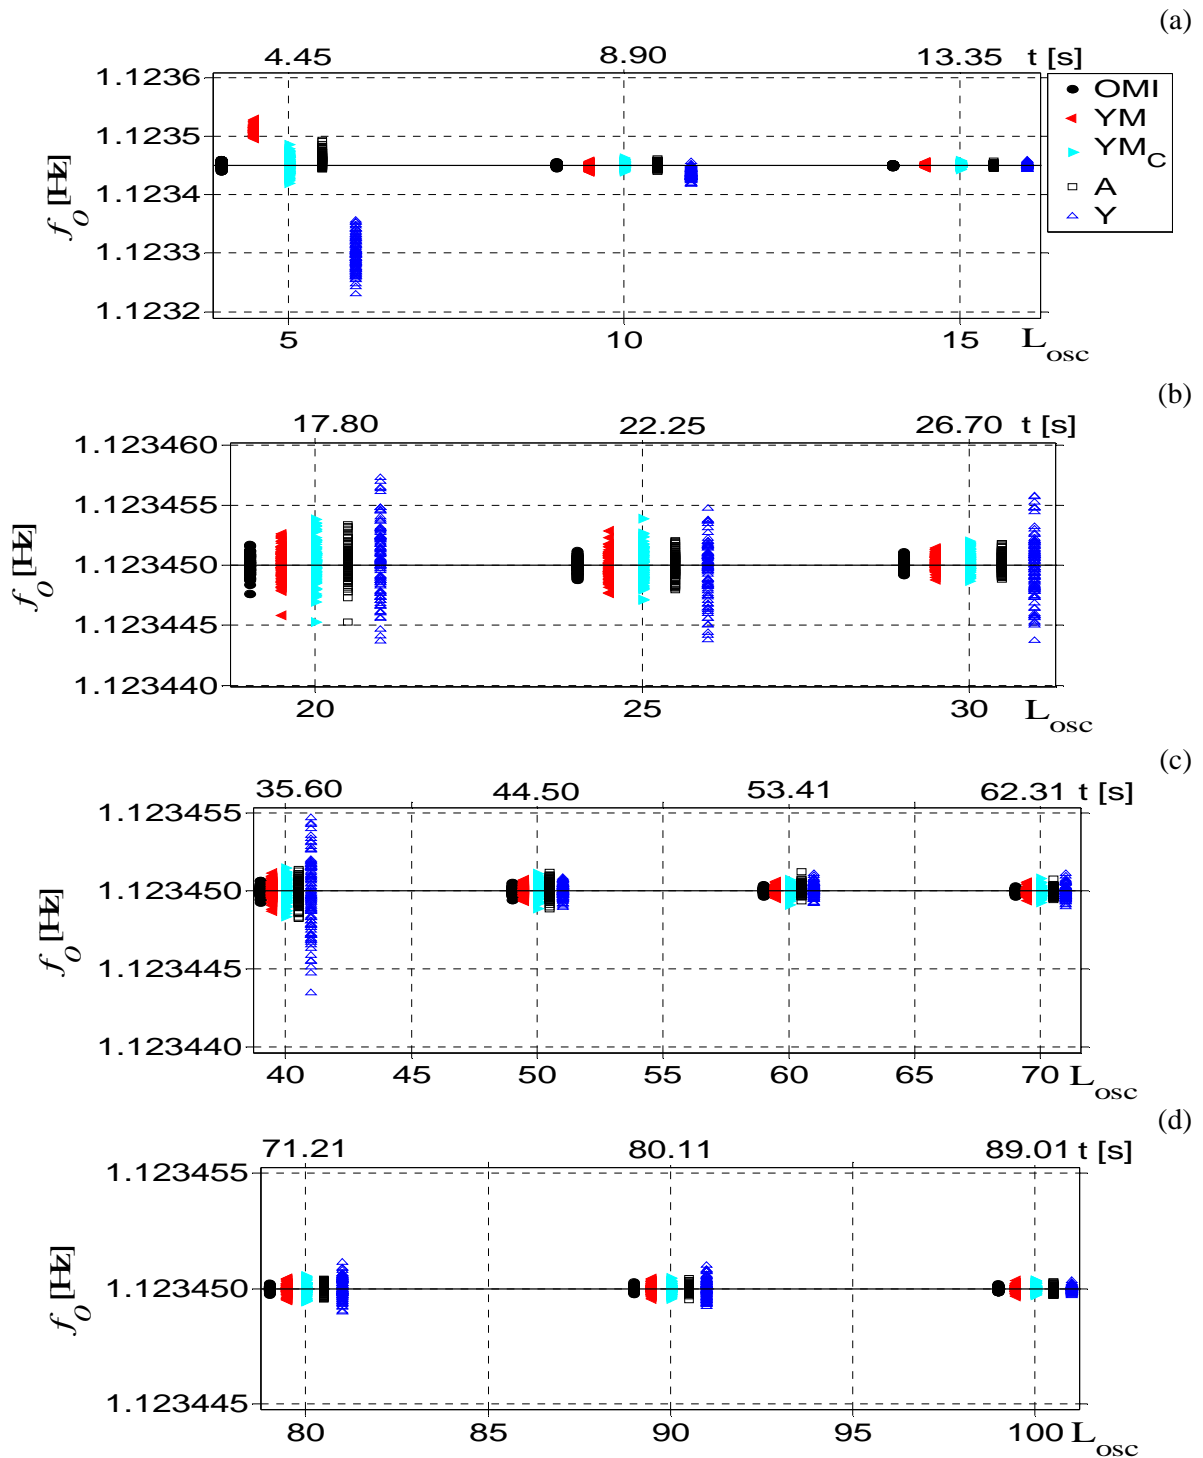 (a)
4.45 8.90 13.35 t [s]
1.1236
1.1235
1.1234
1.1233
1.1232
f_o [Hz]
5 10 15 L_osc
OMI
YM
YM_C
A
Y
(b)
17.80 22.25 26.70 t [s]
1.123460
1.123455
1.123450
1.123445
1.123440
f_o [Hz]
20 25 30 L_osc
(c)
35.60 44.50 53.41 62.31 t [s]
1.123455
1.123450
1.123445
1.123440
f_o [Hz]
40 45 50 55 60 65 70 L_osc
(d)
71.21 80.11 89.01 t [s]
1.123455
1.123450
1.123445
f_o [Hz]
80 85 90 95 100 L_osc